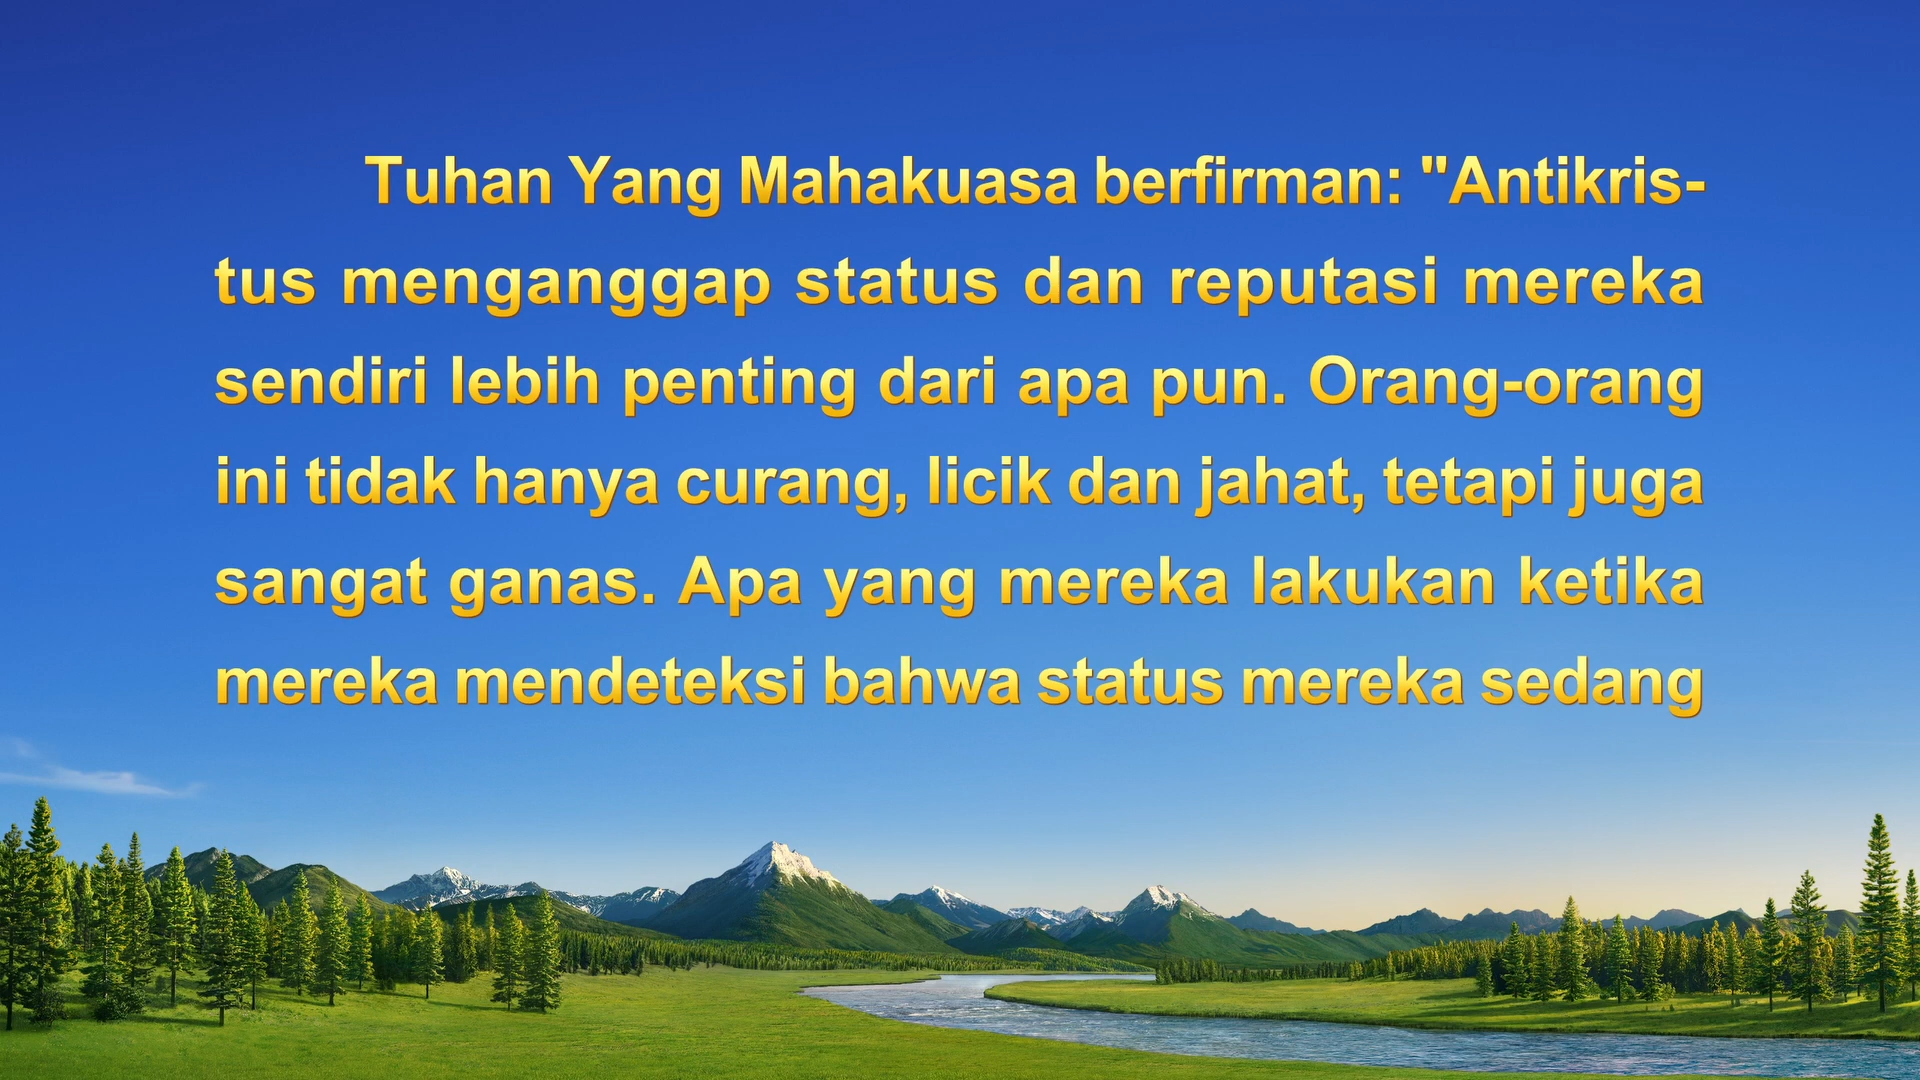 Tuhan Yang Mahakuasa berfirman: "Antikris-
tus menganggap status dan reputasi mereka
sendiri lebih penting dari apa pun. Orang-orang
ini tidak hanya curang, licik dan jahat, tetapi juga
sangat ganas. Apa yang mereka lakukan ketika
mereka mendeteksi bahwa status mereka sedang